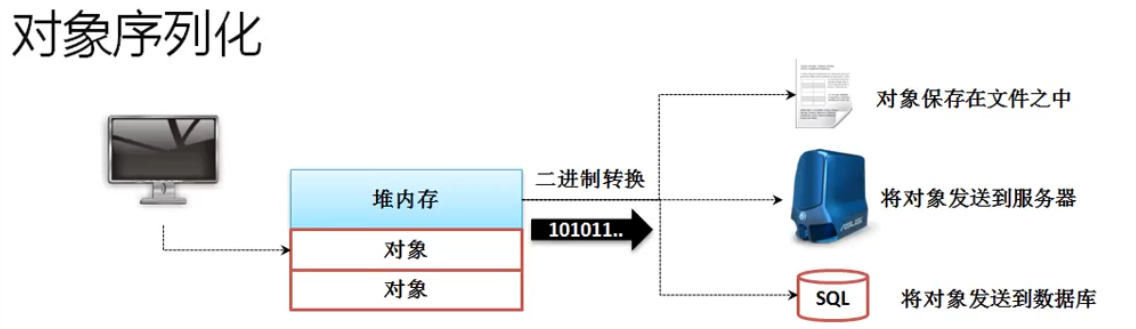 对象序列化
对象保存在文件之中
二进制转换
堆内存
将对象发送到服务器
101011..
ASUS
对象
对象
SQL
将对象发送到数据库